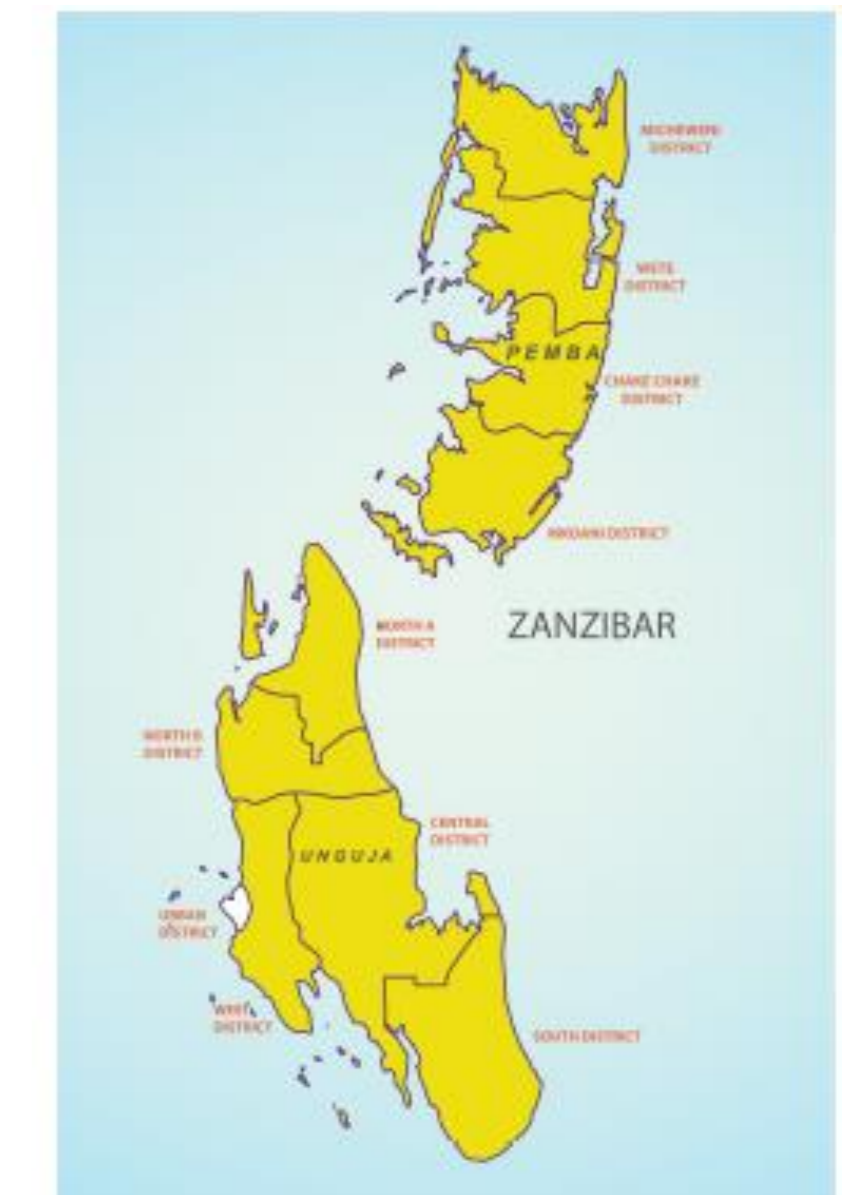 MICHEWENI
DISTRICT
WETE
DISTRICT
PEMBA
CHAKE CHAKE
DISTRICT
MKOANI DISTRICT
ZANZIBAR
NORTH A
DISTRICT
NORTH B
DISTRICT
CENTRAL
DISTRICT
UNGUJA
URBAN
DISTRICT
WEST
DISTRICT
SOUTH DISTRICT